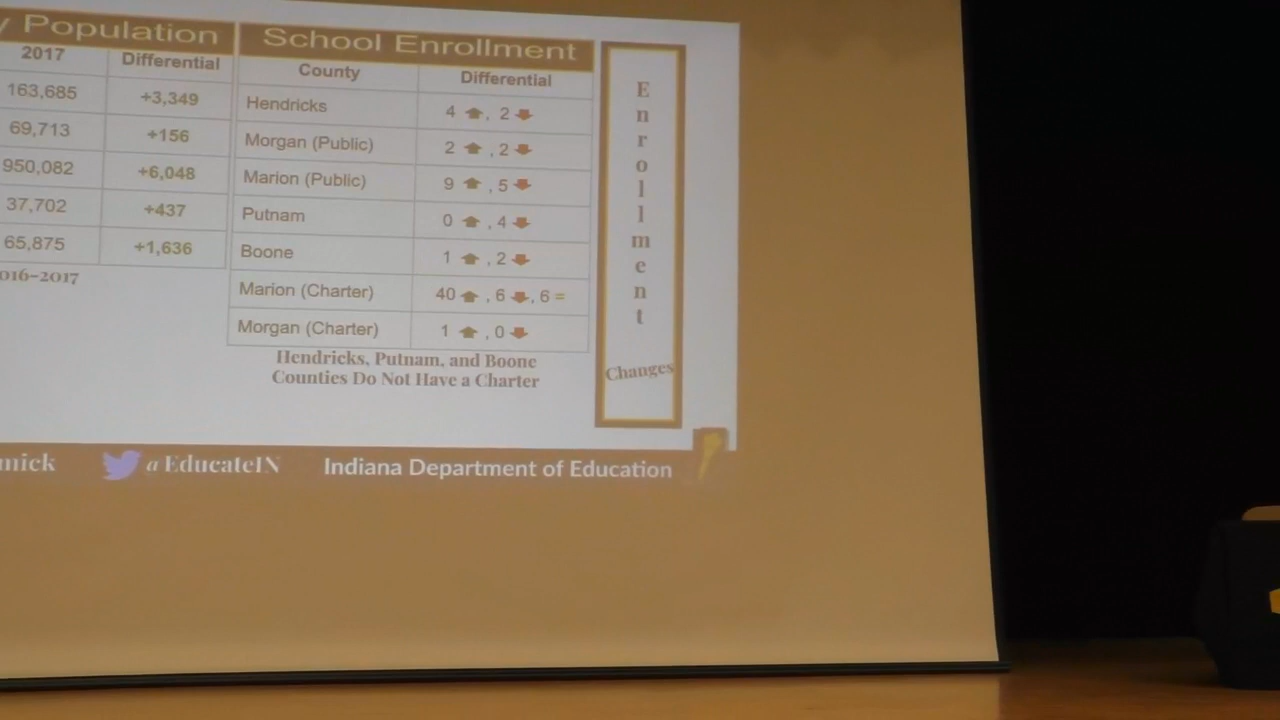 y Population
2017 Differential
163,685 +3,349
69,713 +156
950,082 +6,048
37,702 +437
65,875 +1,636
016–2017
School Enrollment
County Differential
Hendricks 4 ⬆, 2 ⬇
Morgan (Public) 2 ⬆, 2 ⬇
Marion (Public) 9 ⬆, 5 ⬇
Putnam 0 ⬆, 4 ⬇
Boone 1 ⬆, 2 ⬇
Marion (Charter) 40 ⬆, 6 ⬇, 6 =
Morgan (Charter) 1 ⬆, 0 ⬇
Hendricks, Putnam, and Boone
Counties Do Not Have a Charter
Enrollment
Changes
mick @EducateIN Indiana Department of Education